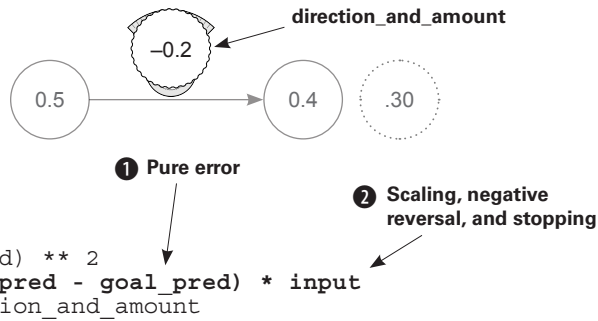 direction_and_amount
–0.2
0.5
0.4
.30
1 Pure error
2 Scaling, negative
reversal, and stopping
d) ** 2
pred - goal_pred) * input
ion_and_amount